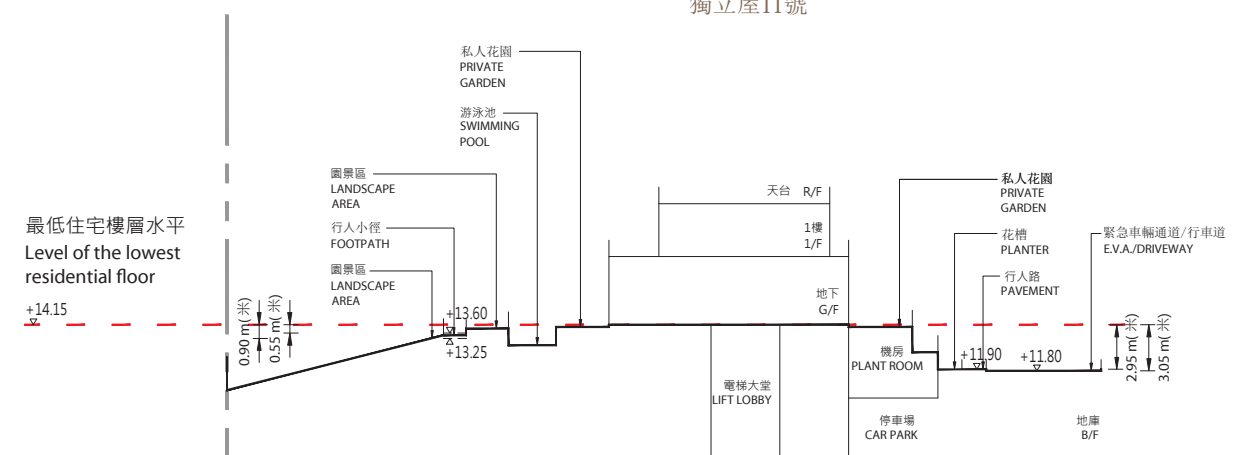 獨立屋11號
私人花園
PRIVATE
GARDEN
游泳池
SWIMMING
POOL
園景區
LANDSCAPE
AREA
行人小徑
FOOTPATH
園景區
LANDSCAPE
AREA
最低住宅樓層水平
Level of the lowest
residential floor
+14.15
0.90 m(米)
0.55 m(米)
+13.60
+13.25
天台 R/F
1樓
1/F
地下
G/F
機房
PLANT ROOM
電梯大堂
LIFT LOBBY
停車場
CAR PARK
地庫
B/F
私人花園
PRIVATE
GARDEN
花槽
PLANTER
行人路
PAVEMENT
緊急車輛通道/行車道
E.V.A./DRIVEWAY
+11.90
+11.80
2.95 m(米)
3.05 m(米)